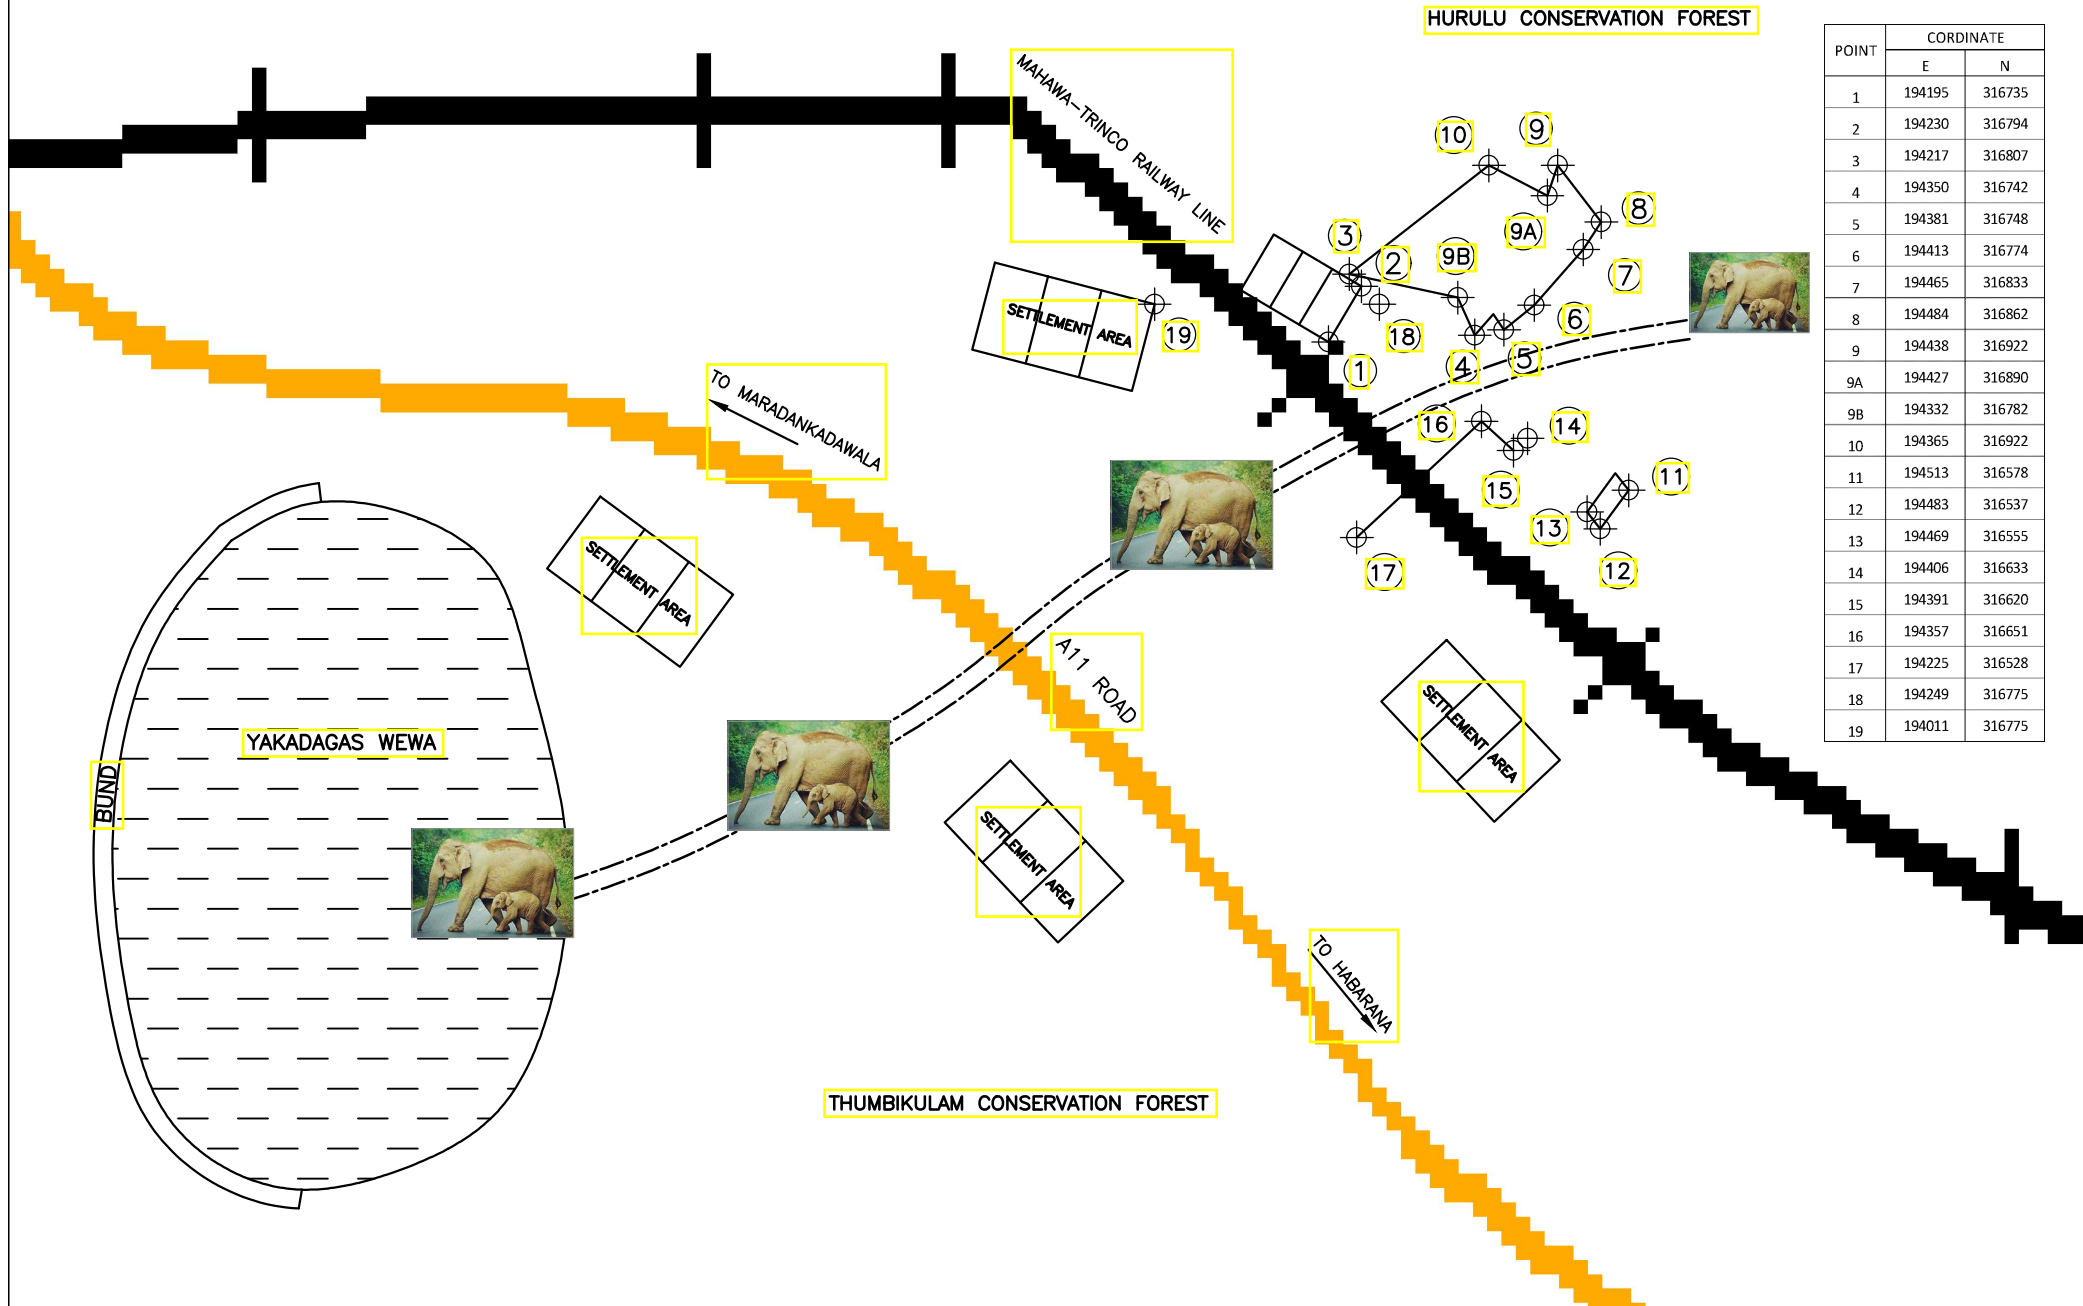 HURULU CONSERVATION FOREST
MAHAWA-TRINCO RAILWAY LINE
10
9
8
9A
3
2
9B
7
6
19
18
1
4
5
SETTLEMENT AREA
TO MARADANKADAWALA
16
14
15
11
13
12
17
SETTLEMENT AREA
A11 ROAD
SETTLEMENT AREA
YAKADAGAS WEWA
BUND
SETTLEMENT AREA
TO HABARANA
THUMBIKULAM CONSERVATION FOREST
POINT CORDINATE
E N
1 194195 316735
2 194230 316794
3 194217 316807
4 194350 316742
5 194381 316748
6 194413 316774
7 194465 316833
8 194484 316862
9 194438 316922
9A 194427 316890
9B 194332 316782
10 194365 316922
11 194513 316578
12 194483 316537
13 194469 316555
14 194406 316633
15 194391 316620
16 194357 316651
17 194225 316528
18 194249 316775
19 194011 316775